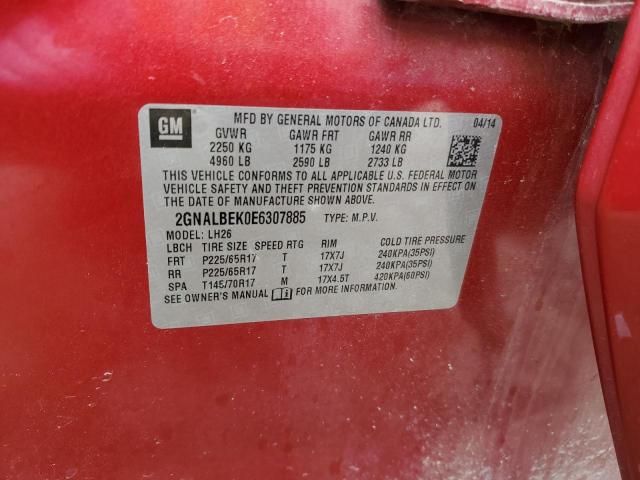 GM
MFD BY GENERAL MOTORS OF CANADA LTD. 04/14
GVWR GAWR FRT GAWR RR
2250 KG 1175 KG 1240 KG
4960 LB 2590 LB 2733 LB
THIS VEHICLE CONFORMS TO ALL APPLICABLE U.S. FEDERAL MOTOR
VEHICLE SAFETY AND THEFT PREVENTION STANDARDS IN EFFECT ON
THE DATE OF MANUFACTURE SHOWN ABOVE.
2GNALBEK0E6307885 TYPE: M.P.V.
MODEL: LH26
LBCH TIRE SIZE SPEED RTG RIM COLD TIRE PRESSURE
FRT P225/65R17 T 17X7J 240KPA(35PSI)
RR P225/65R17 T 17X7J 240KPA(35PSI)
SPA T145/70R17 M 17X4.5T 420KPA(60PSI)
SEE OWNER'S MANUAL FOR MORE INFORMATION.